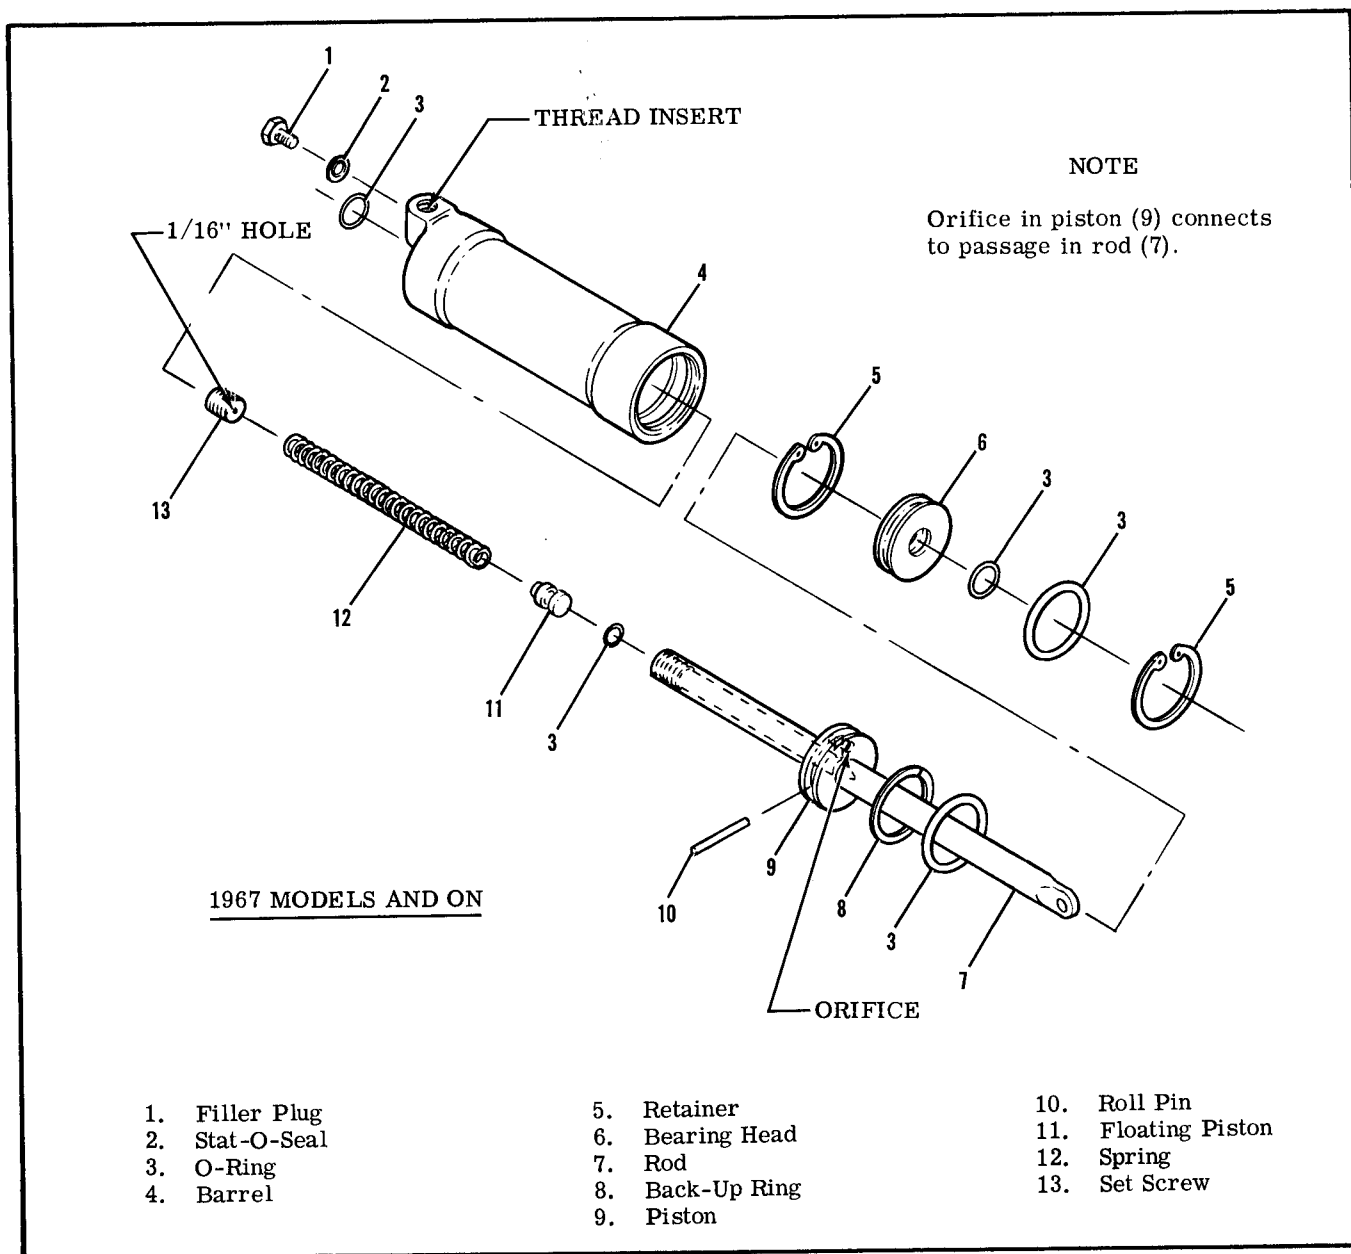 1
2
3
THREAD INSERT
NOTE
Orifice in piston (9) connects
to passage in rod (7).
1/16" HOLE
4
5
6
3
3
5
13
12
11
3
10
9
8
3
7
1967 MODELS AND ON
ORIFICE
1. Filler Plug
2. Stat-O-Seal
3. O-Ring
4. Barrel
5. Retainer
6. Bearing Head
7. Rod
8. Back-Up Ring
9. Piston
10. Roll Pin
11. Floating Piston
12. Spring
13. Set Screw